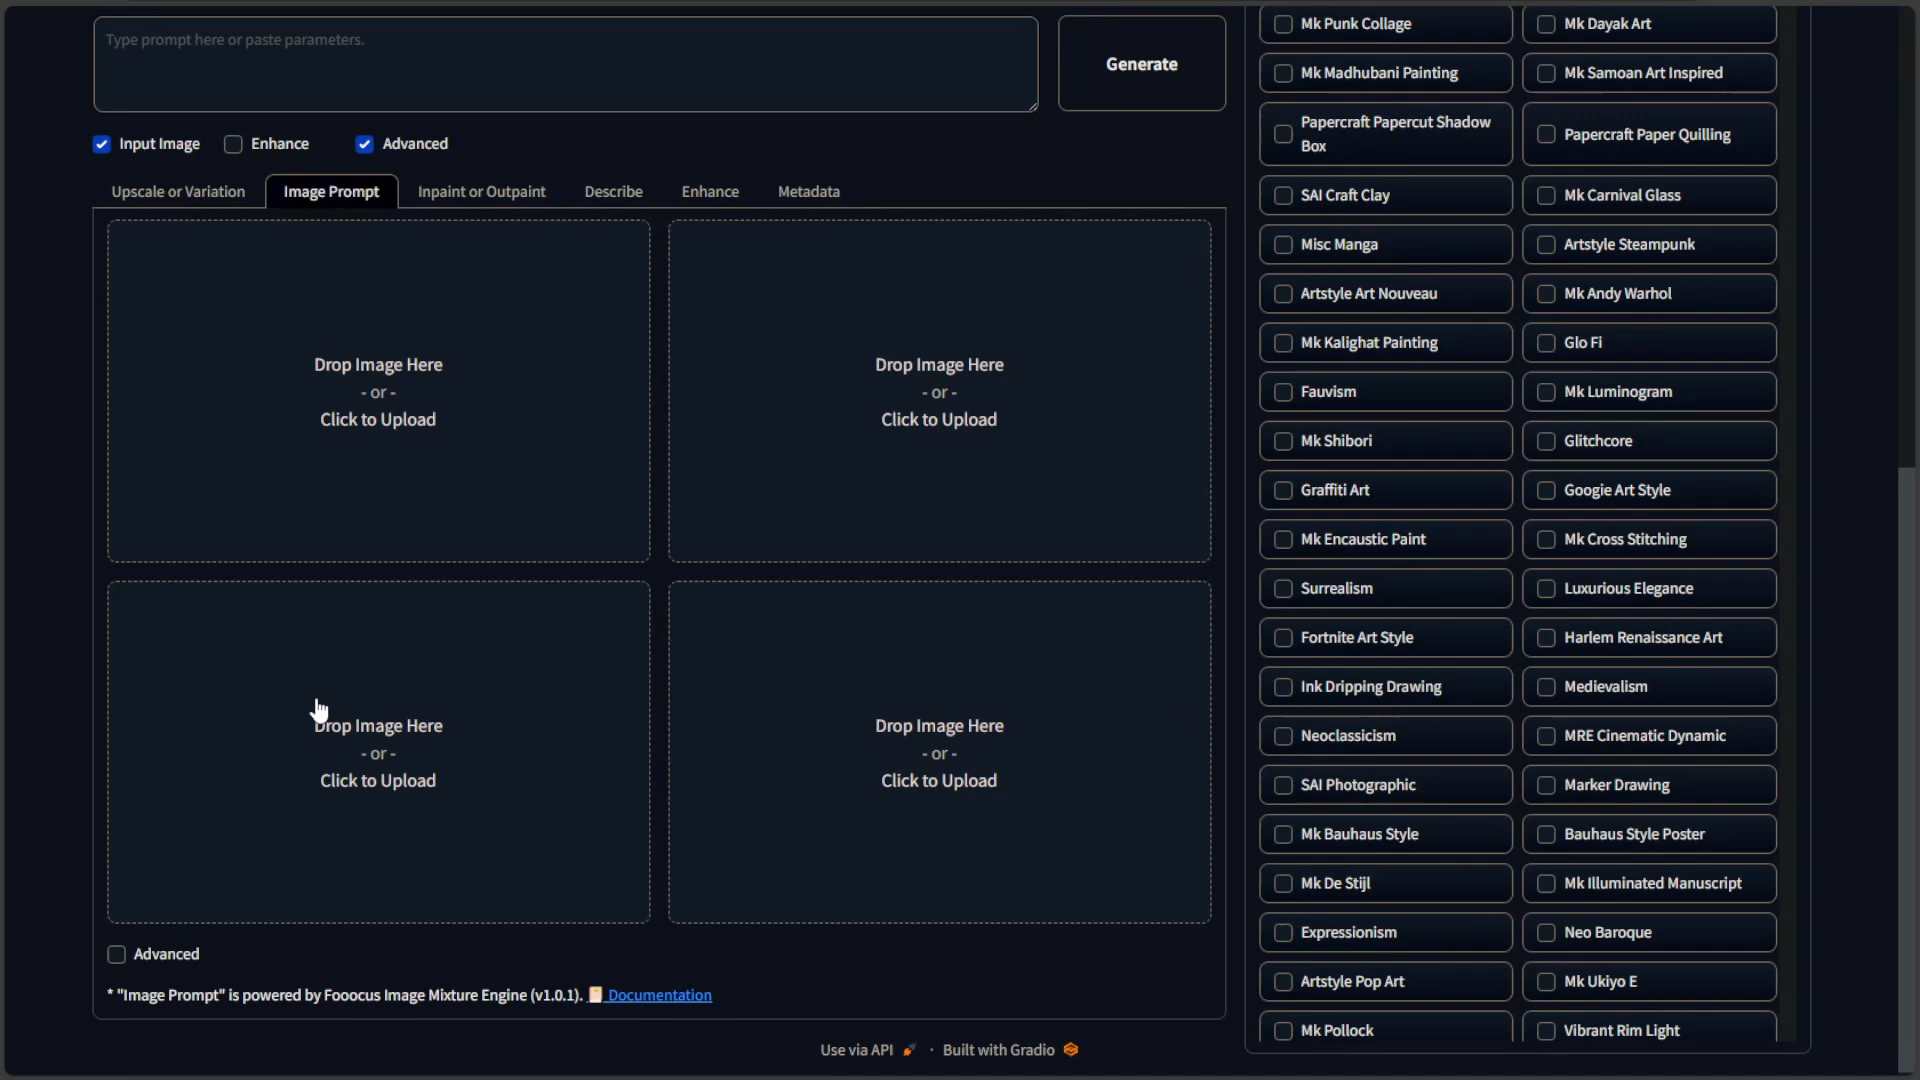 Type prompt here or paste parameters.
Generate
Input Image
Enhance
Advanced
Upscale or Variation
Image Prompt
Inpaint or Outpaint
Describe
Enhance
Metadata
Drop Image Here
- or -
Click to Upload
Drop Image Here
- or -
Click to Upload
Drop Image Here
- or -
Click to Upload
Drop Image Here
- or -
Click to Upload
Advanced
* "Image Prompt" is powered by Fooocus Image Mixture Engine (v1.0.1). Documentation
Use via API · Built with Gradio
Mk Punk Collage
Mk Dayak Art
Mk Madhubani Painting
Mk Samoan Art Inspired
Papercraft Papercut Shadow
Box
Papercraft Paper Quilling
SAI Craft Clay
Mk Carnival Glass
Misc Manga
Artstyle Steampunk
Artstyle Art Nouveau
Mk Andy Warhol
Mk Kalighat Painting
Glo Fi
Fauvism
Mk Luminogram
Mk Shibori
Glitchcore
Graffiti Art
Googie Art Style
Mk Encaustic Paint
Mk Cross Stitching
Surrealism
Luxurious Elegance
Fortnite Art Style
Harlem Renaissance Art
Ink Dripping Drawing
Medievalism
Neoclassicism
MRE Cinematic Dynamic
SAI Photographic
Marker Drawing
Mk Bauhaus Style
Bauhaus Style Poster
Mk De Stijl
Mk Illuminated Manuscript
Expressionism
Neo Baroque
Artstyle Pop Art
Mk Ukiyo E
Mk Pollock
Vibrant Rim Light